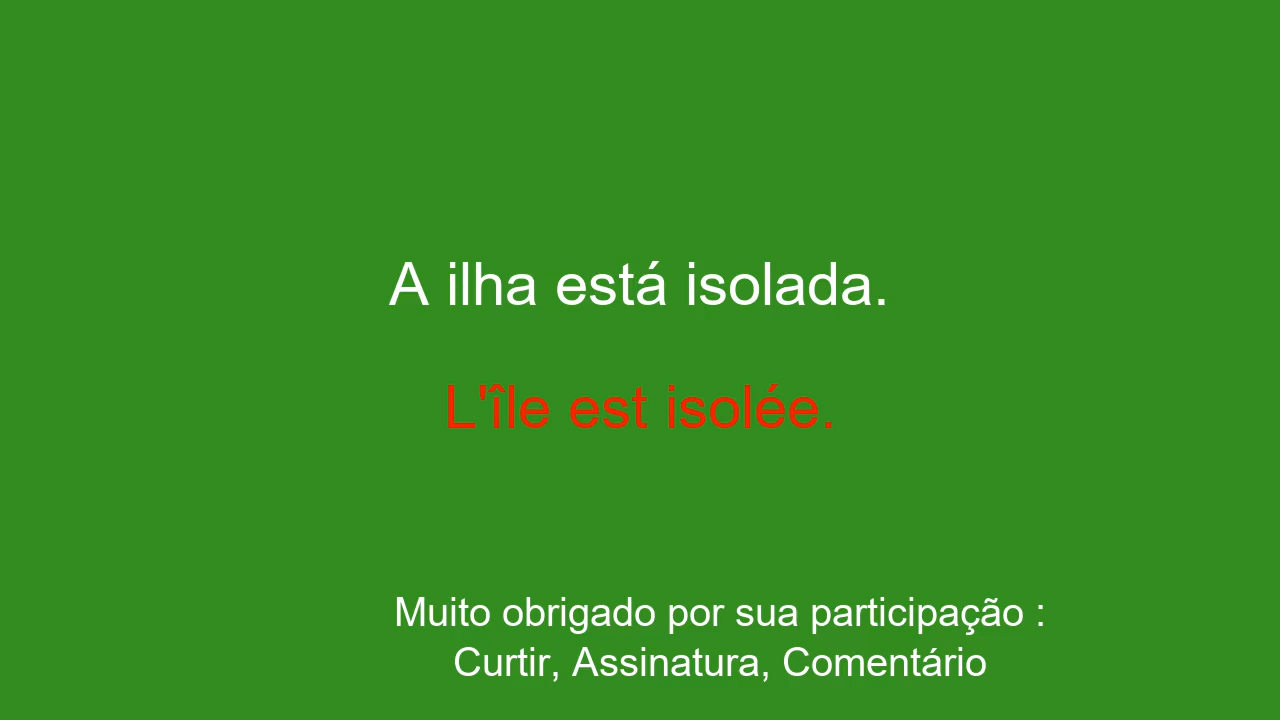 A ilha está isolada.
L'île est isolée.
Muito obrigado por sua participação :
Curtir, Assinatura, Comentário